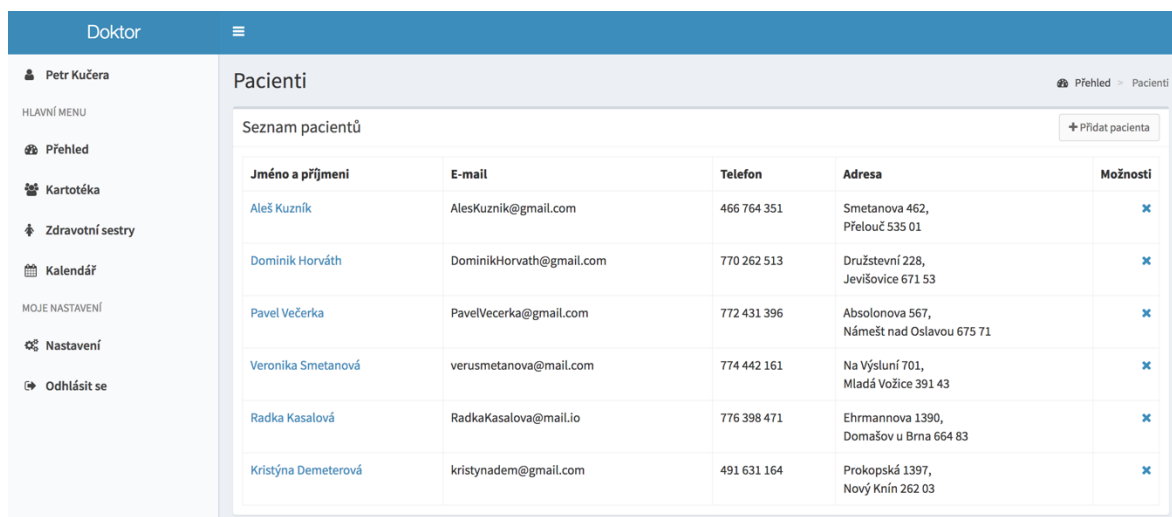 Doktor
Petr Kučera
HLAVNÍ MENU
Přehled
Kartotéka
Zdravotní sestry
Kalendář
MOJE NASTAVENÍ
Nastavení
Odhlásit se
Pacienti
Přehled > Pacienti
Seznam pacientů
Přidat pacienta
Jméno a příjmeni E-mail Telefon Adresa Možnosti
Aleš Kuzník AlesKuznik@gmail.com 466 764 351 Smetanova 462,
Přelouč 535 01
Dominik Horváth DominikHorvath@gmail.com 770 262 513 Družstevní 228,
Jevišovice 671 53
Pavel Večerka PavelVecerka@gmail.com 772 431 396 Absolonova 567,
Námešt nad Oslavou 675 71
Veronika Smetanová verusmetanova@mail.com 774 442 161 Na Výsluní 701,
Mladá Vožice 391 43
Radka Kasalová RadkaKasalova@mail.io 776 398 471 Ehrmannova 1390,
Domašov u Brna 664 83
Kristýna Demeterová kristynadem@gmail.com 491 631 164 Prokopská 1397,
Nový Knín 262 03